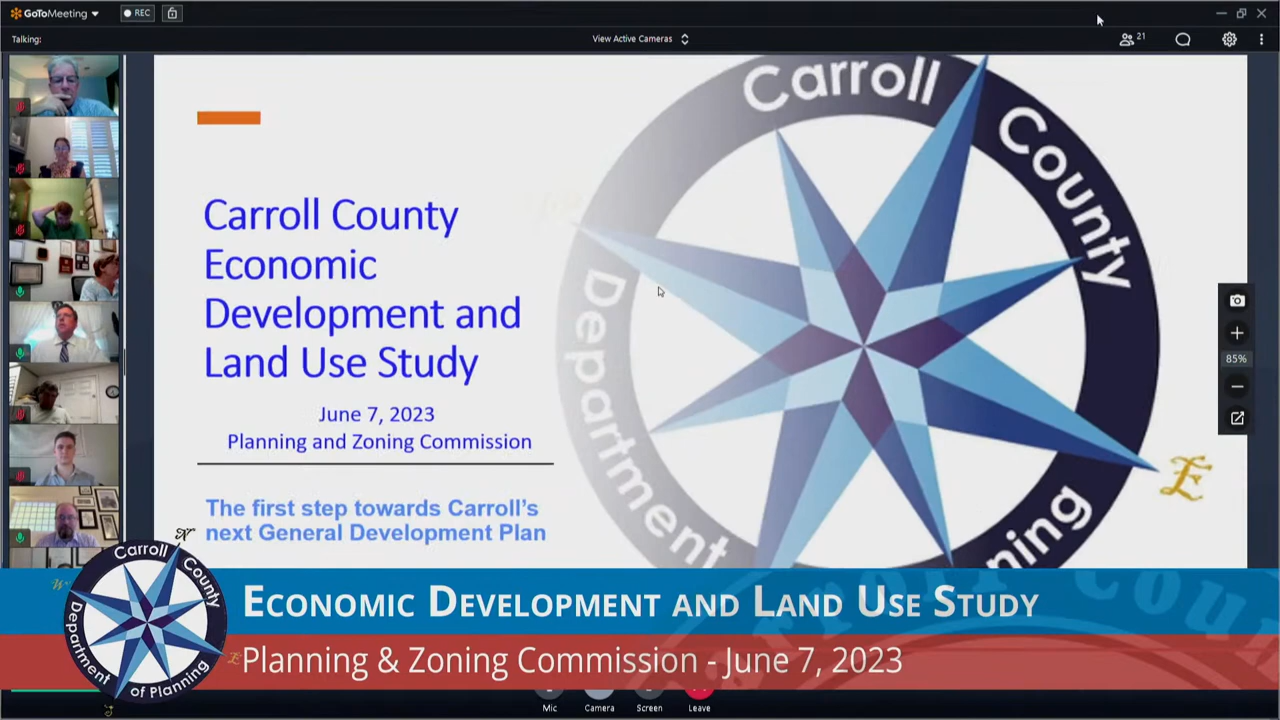 GoToMeeting
REC
Talking:
View Active Cameras
21
Carroll
County
Department
ning
E
Carroll County
Economic
Development and
Land Use Study
June 7, 2023
Planning and Zoning Commission
The first step towards Carroll's
next General Development Plan
85%
N
W
Carroll
County
Department
of Planning
E
S
Economic Development and Land Use Study
Planning & Zoning Commission - June 7, 2023
Mic
Camera
Screen
Leave